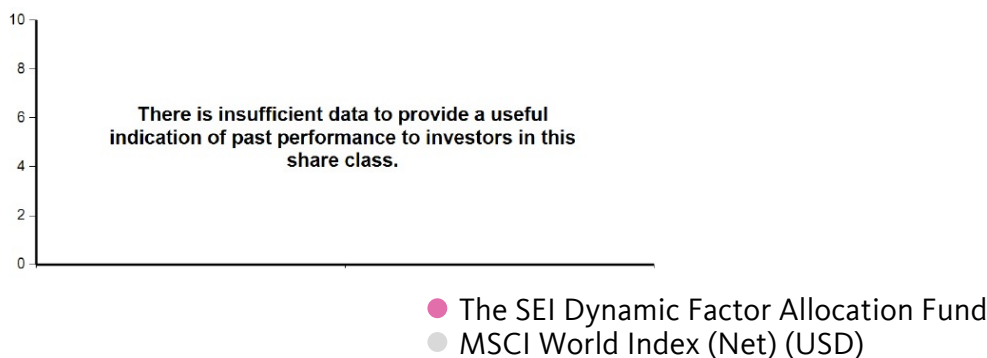 10
8
6
4
2
0
There is insufficient data to provide a useful
indication of past performance to investors in this
share class.
The SEI Dynamic Factor Allocation Fund
MSCI World Index (Net) (USD)